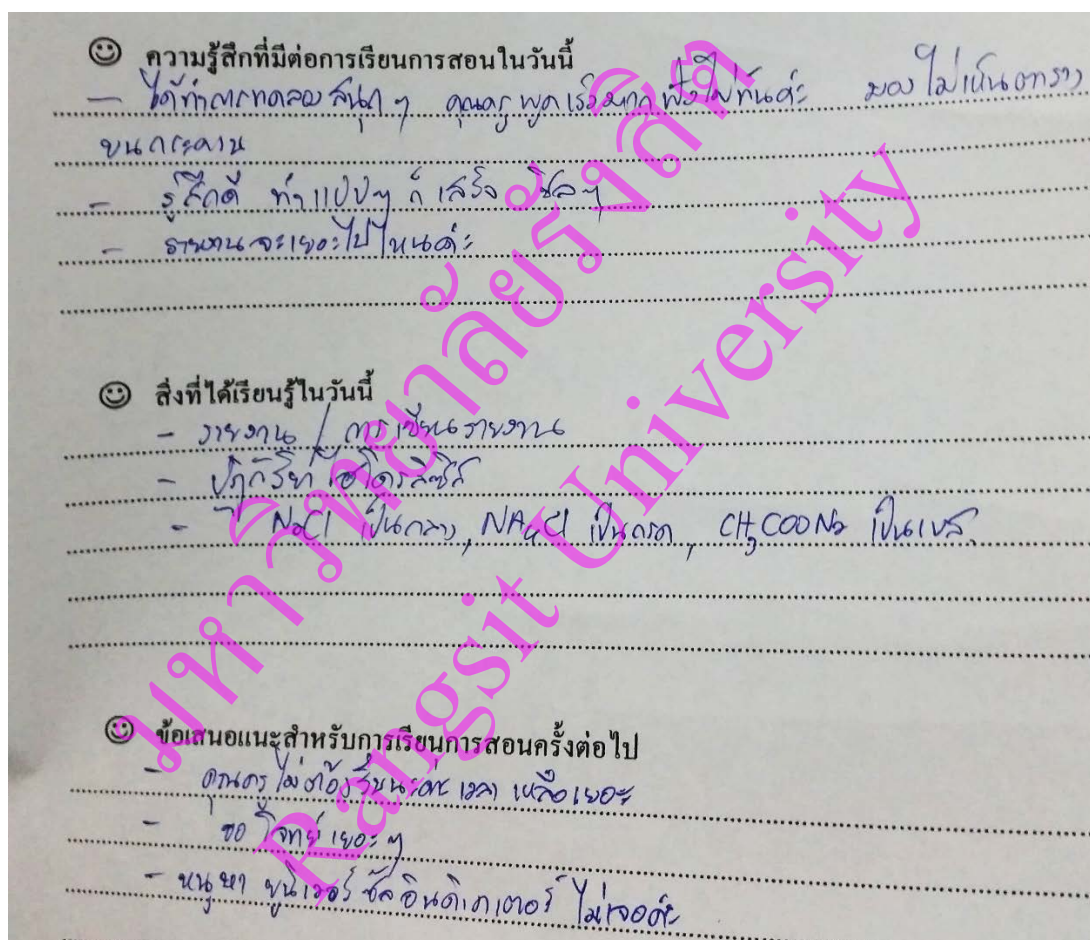 ☺ ความรู้สึกที่มีต่อการเรียนการสอนในวันนี้
- ได้ทำการทดลองสนุกๆ คุณครูพูดเร็วมากฟังไม่ทันค่ะ มองไม่เห็นตาราง
บนกระดาน
- รู้สึกดี ทำแป๊ปๆ ก็เสร็จ ชิลๆ
- รายงานจะเยอะไปไหนค่ะ
☺ สิ่งที่ได้เรียนรู้ในวันนี้
- รายงาน / การเขียนรายงาน
- ปฏิกิริยาไฮโดรลิซิส
- NaCl เป็นกลาง, NH4Cl เป็นกรด, CH3COONa เป็นเบส
☺ ข้อเสนอแนะสำหรับการเรียนการสอนครั้งต่อไป
- คุณครูไม่ต้องรีบนะคะ เวลาเหลือเยอะ
- ขอโจทย์เยอะๆ
- หนูหา ยูนิเวอร์ซัลอินดิเคเตอร์ ไม่เจอค่ะ
มหาวิทยาลัยรังสิต
Rangsit University